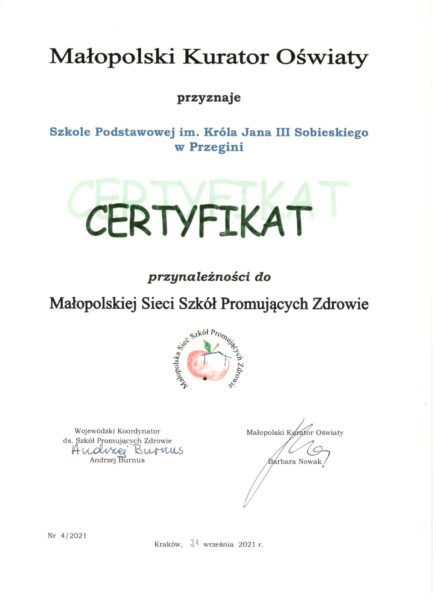 Małopolski Kurator Oświaty
przyznaje
Szkole Podstawowej im. Króla Jana III Sobieskiego
w Przegini
CERTYFIKAT
CERTYFIKAT
przynależności do
Małopolskiej Sieci Szkół Promujących Zdrowie
Małopolska Sieć Szkół Promujących Zdrowie
Wojewódzki Koordynator
ds. Szkół Promujących Zdrowie
Andrzej Burnus
Andrzej Burnus
Małopolski Kurator Oświaty
Barbara Nowak
Nr 4/2021
Kraków, 21 września 2021 r.